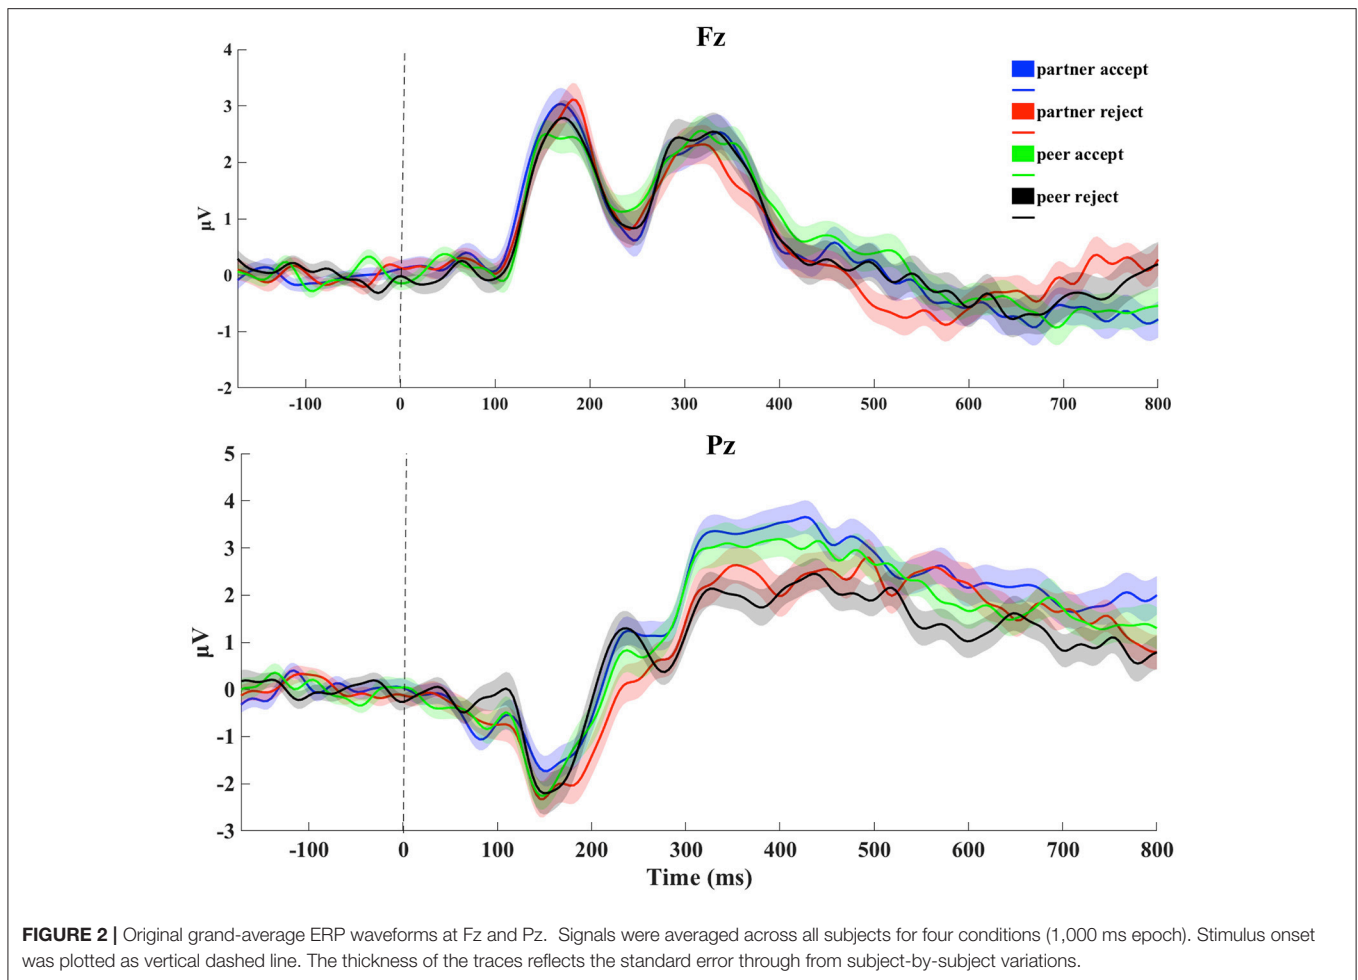 Fz
4
3
2
1
0
-1
-2
µV
-100 0 100 200 300 400 500 600 700 800
partner accept
partner reject
peer accept
peer reject
Pz
5
4
3
2
1
0
-1
-2
-3
µV
-100 0 100 200 300 400 500 600 700 800
Time (ms)
FIGURE 2 | Original grand-average ERP waveforms at Fz and Pz. Signals were averaged across all subjects for four conditions (1,000 ms epoch). Stimulus onset
was plotted as vertical dashed line. The thickness of the traces reflects the standard error through from subject-by-subject variations.